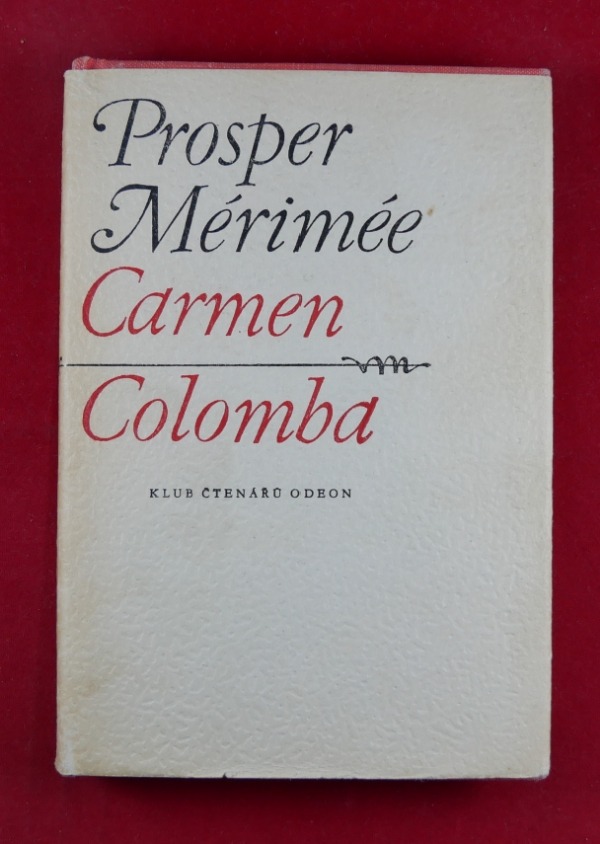 Prosper
Mérimée
Carmen
Colomba
KLUB ČTENÁŘŮ ODEON